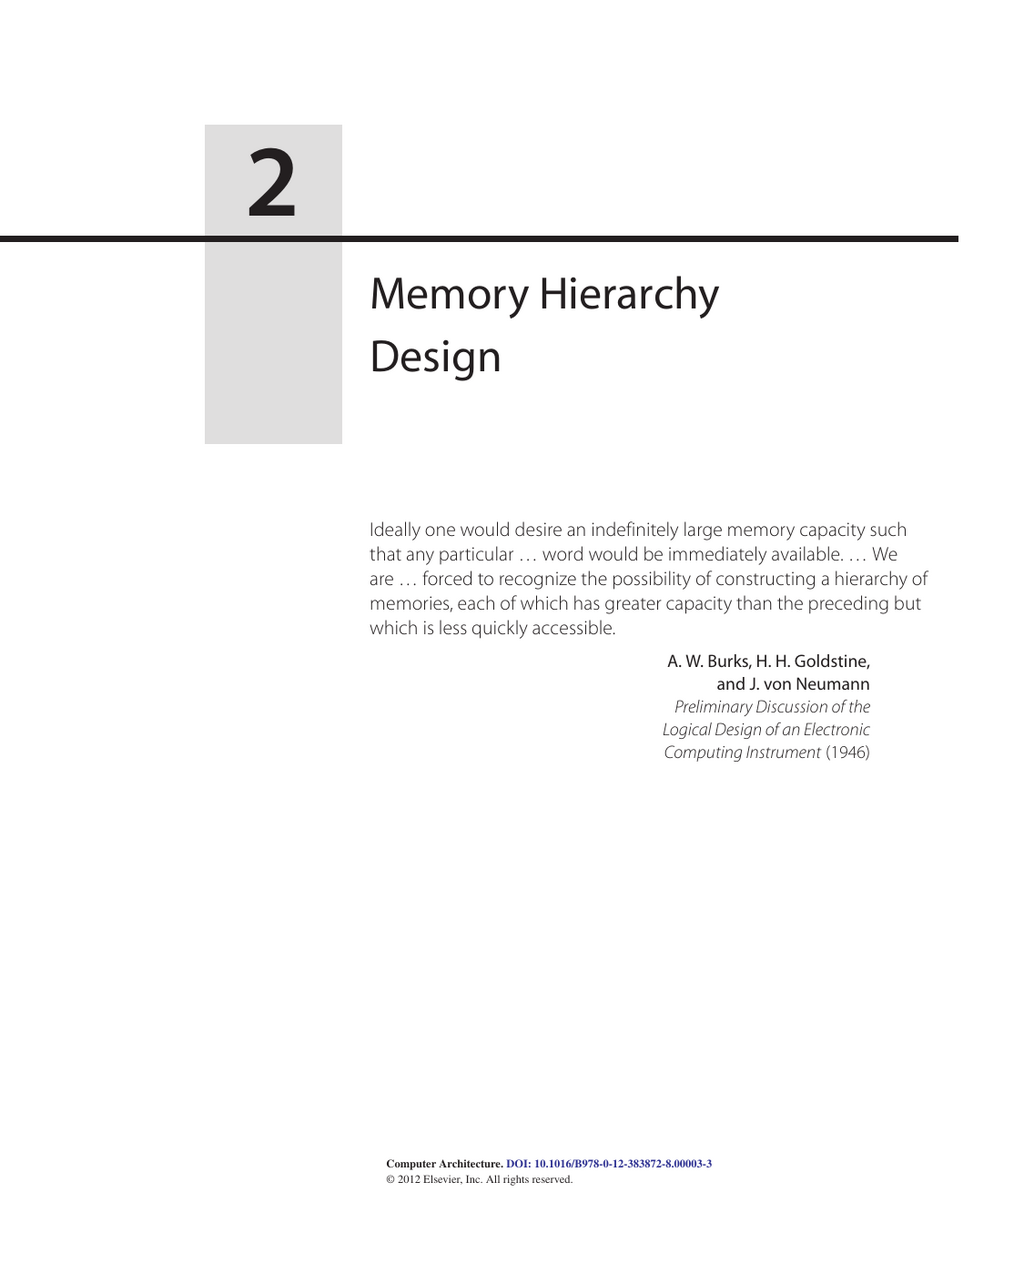 2
Memory Hierarchy
Design
Ideally one would desire an indefinitely large memory capacity such
that any particular … word would be immediately available. … We
are … forced to recognize the possibility of constructing a hierarchy of
memories, each of which has greater capacity than the preceding but
which is less quickly accessible.
A. W. Burks, H. H. Goldstine,
and J. von Neumann
Preliminary Discussion of the
Logical Design of an Electronic
Computing Instrument (1946)
Computer Architecture. DOI: 10.1016/B978-0-12-383872-8.00003-3
© 2012 Elsevier, Inc. All rights reserved.